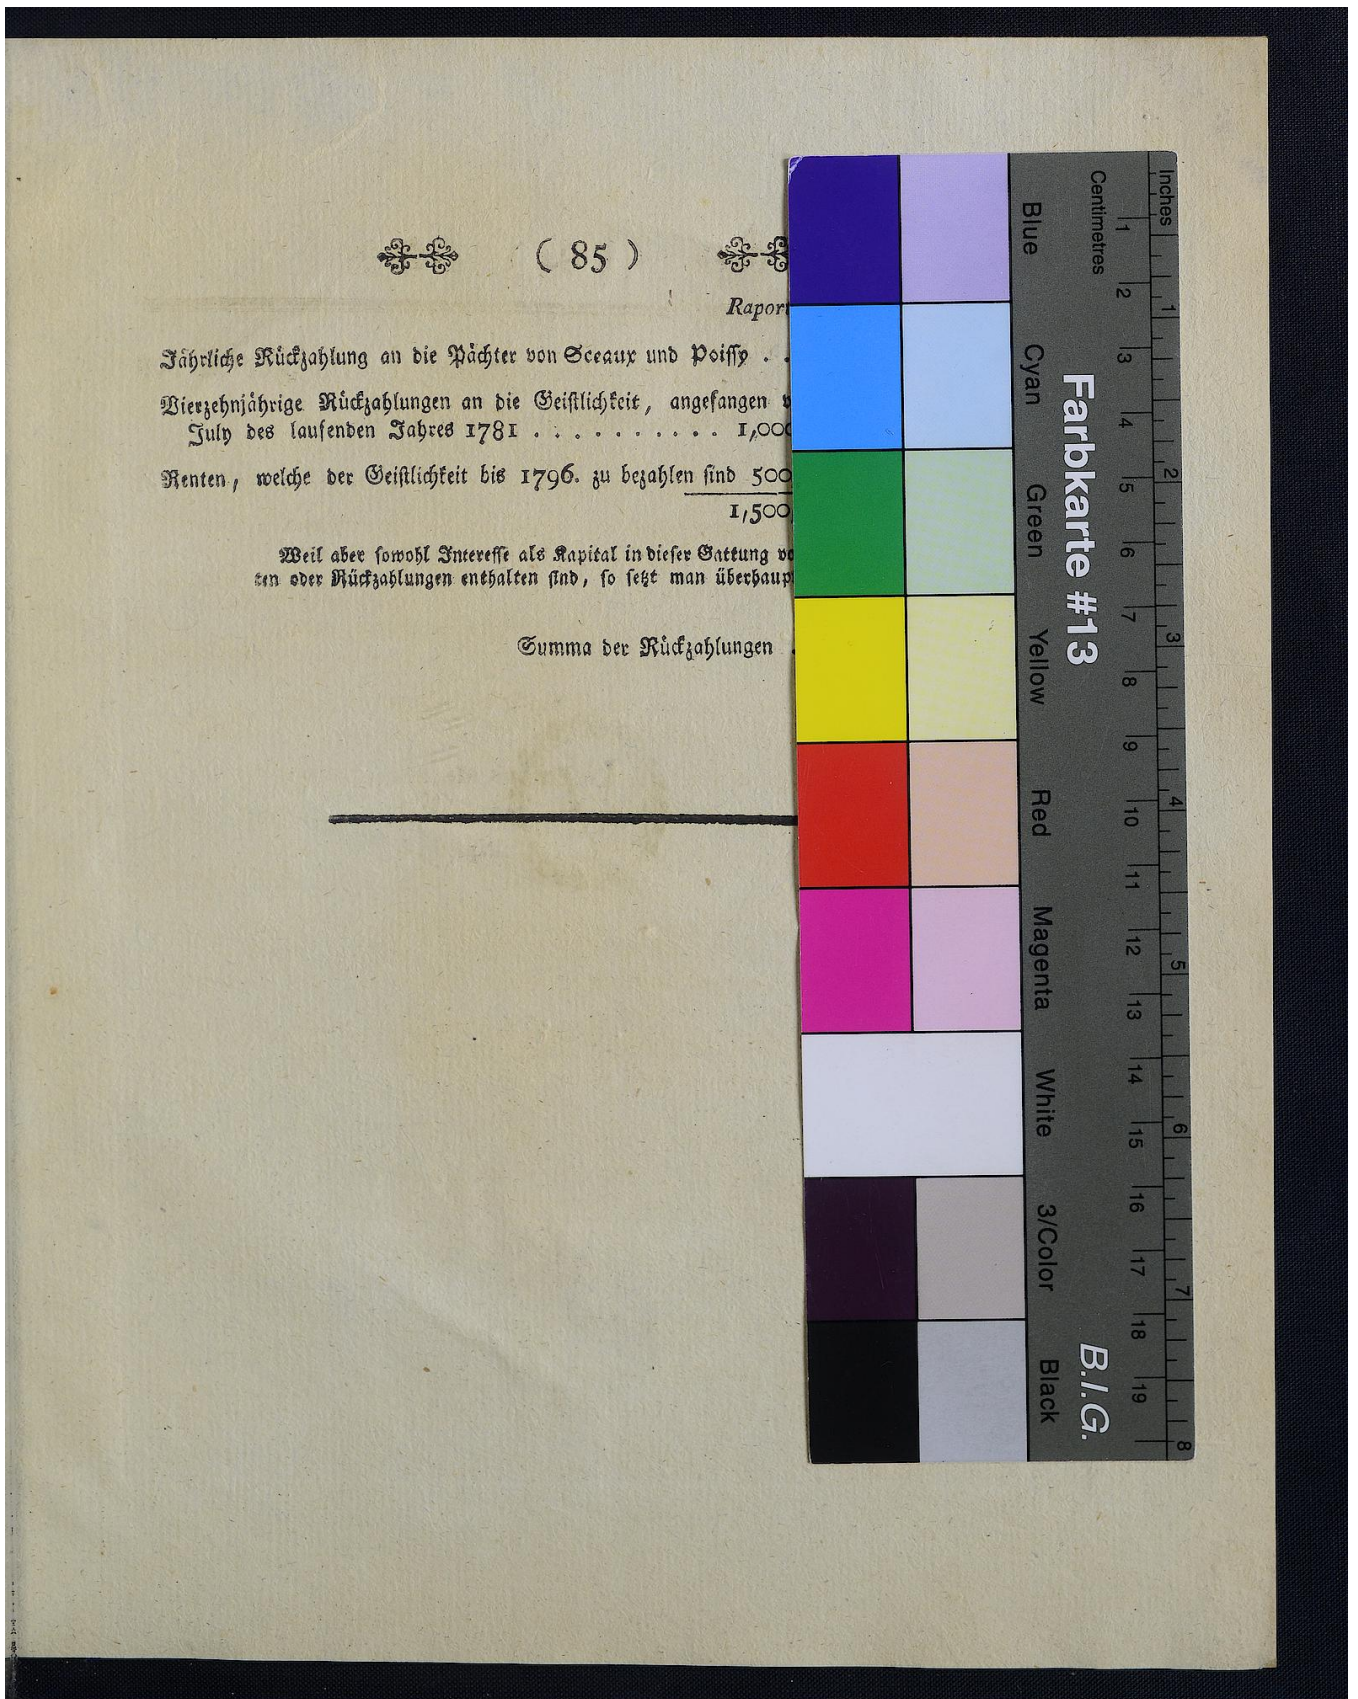 ( 85 )
Raport
Jährliche Rückzahlung an die Pächter von Sceaux und Poissy . .
Vierzehnjährige Rückzahlungen an die Geistlichkeit, angefangen
July des laufenden Jahres 1781 . . . . . . . . . . 1,000
Renten, welche der Geistlichkeit bis 1796. zu bezahlen sind 500
1,500
Weil aber sowohl Interesse als Kapital in dieser Gattung
ten oder Rückzahlungen enthalten sind, so setzt man überhaup
Summa der Rückzahlungen .
Blue
Cyan
Green
Yellow
Red
Magenta
White
3/Color
Black
Farbkarte #13
B.I.G.
Centimetres
1 2 3 4 5 6 7 8 9 10 11 12 13 14 15 16 17 18 19
Inches
1 2 3 4 5 6 7 8